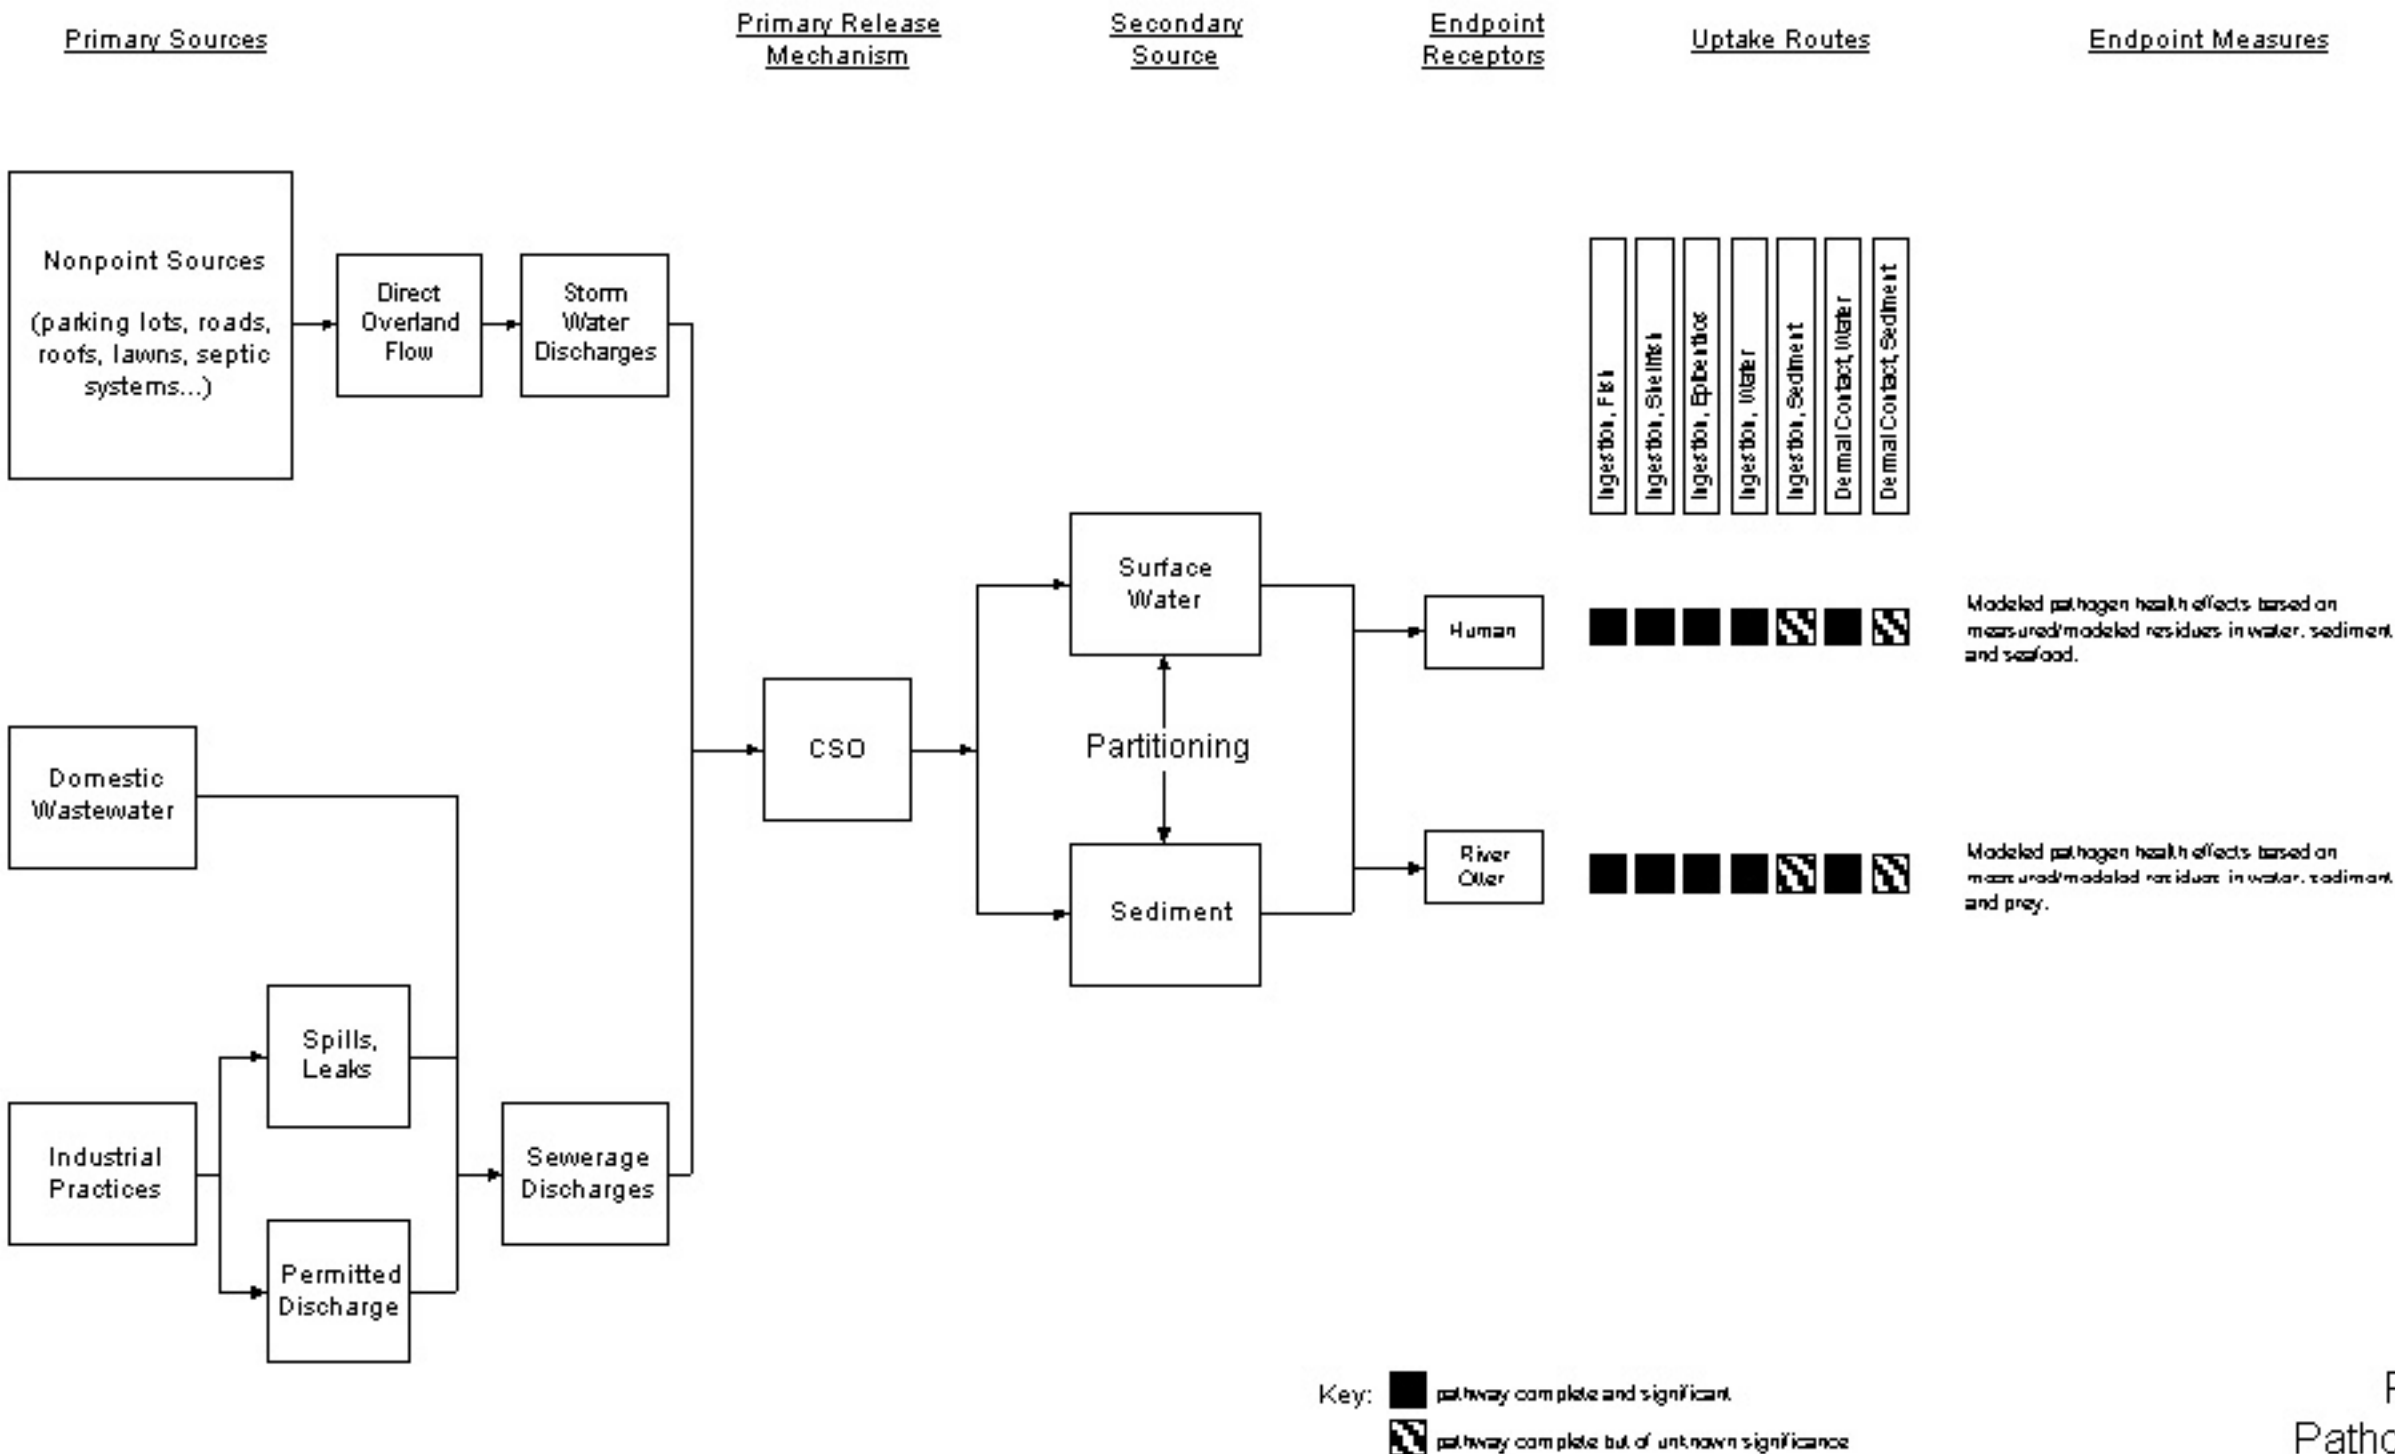 Primary Sources
Primary Release
Mechanism
Secondary
Source
Endpoint
Receptors
Uptake Routes
Endpoint Measures
Nonpoint Sources
(parking lots, roads,
roofs, lawns, septic
systems...)
Direct
Overland
Flow
Storm
Water
Discharges
Ingestion, Fish
Ingestion, Shellfish
Ingestion, Epibenthos
Ingestion, Water
Ingestion, Sediment
Dermal Contact, Water
Dermal Contact, Sediment
Surface
Water
Human
Modeled pathogen health effects based on
measured/modeled residues in water, sediment
and seafood.
Domestic
Wastewater
CSO
Partitioning
Sediment
River
Otter
Modeled pathogen health effects based on
measured/modeled residues in water, sediment
and prey.
Spills,
Leaks
Industrial
Practices
Permitted
Discharge
Sewerage
Discharges
Key:
pathway complete and significant
pathway complete but of unknown significance
Patho